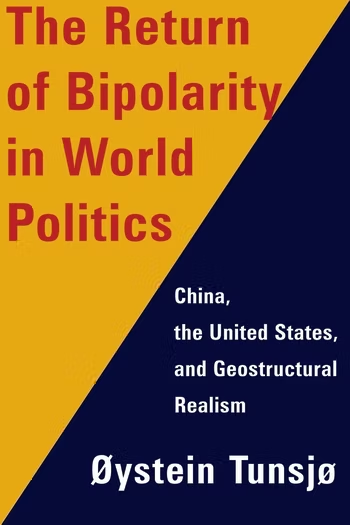 The Return
of Bipolarity
in World
Politics
China,
the United States,
and Geostructural
Realism
Øystein Tunsjø